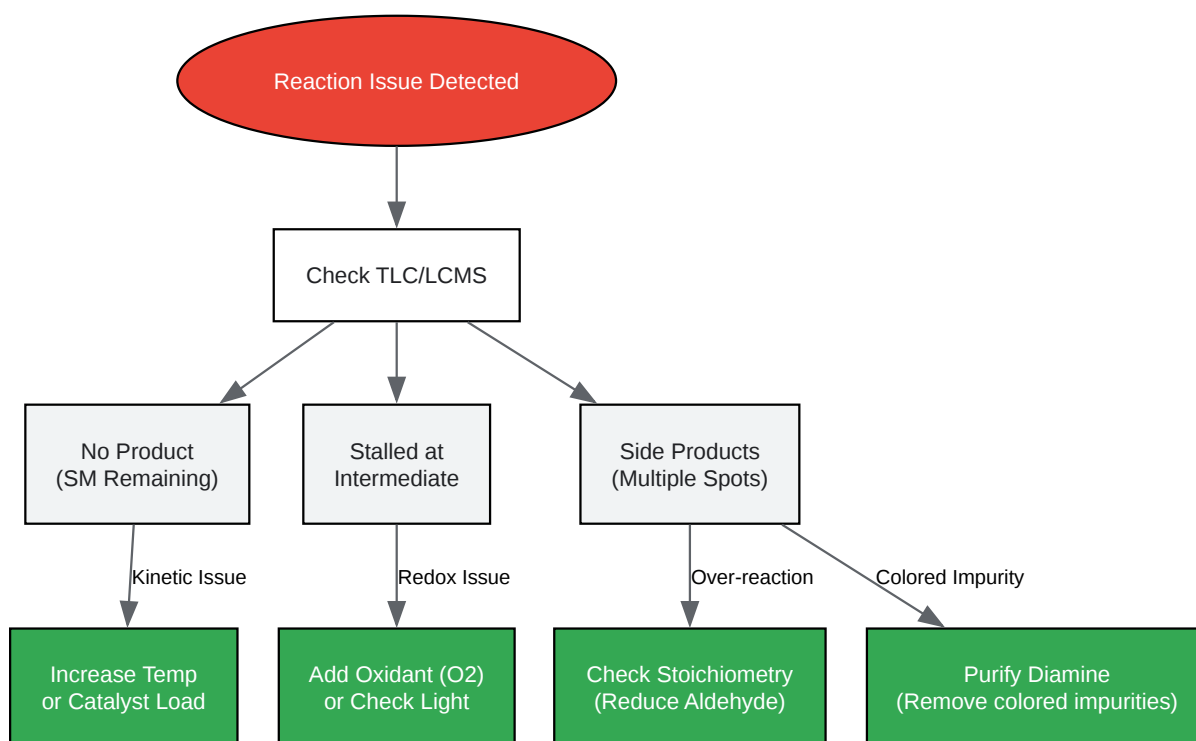 Reaction Issue Detected
Check TLC/LCMS
No Product
(SM Remaining)
Stalled at
Intermediate
Side Products
(Multiple Spots)
Kinetic Issue
Redox Issue
Over-reaction
Colored Impurity
Increase Temp
or Catalyst Load
Add Oxidant (O2)
or Check Light
Check Stoichiometry
(Reduce Aldehyde)
Purify Diamine
(Remove colored impurities)